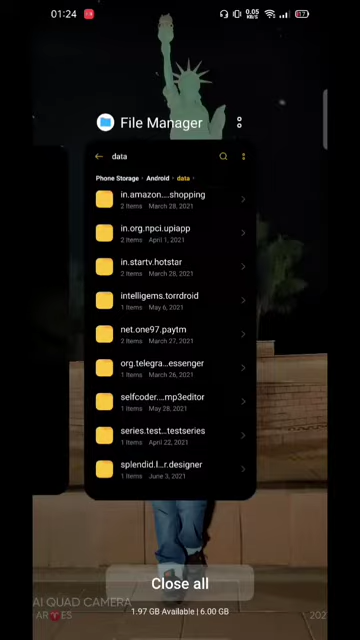 01:24
0.05
KB/S
File Manager
data
Phone Storage · Android · data
in.amazon....shopping
2 Items March 28, 2021
in.org.npci.upiapp
2 Items April 1, 2021
in.startv.hotstar
2 Items March 28, 2021
intelligems.torrdroid
1 Items May 6, 2021
net.one97.paytm
2 Items March 27, 2021
org.telegra...essenger
1 Items March 26, 2021
selfcoder.…mp3editor
1 Items May 28, 2021
series.test...testseries
1 Items April 22, 2021
splendid.l...r.designer
1 Items June 3, 2021
Close all
AI QUAD CAMERA
1.97 GB Available | 6.00 GB